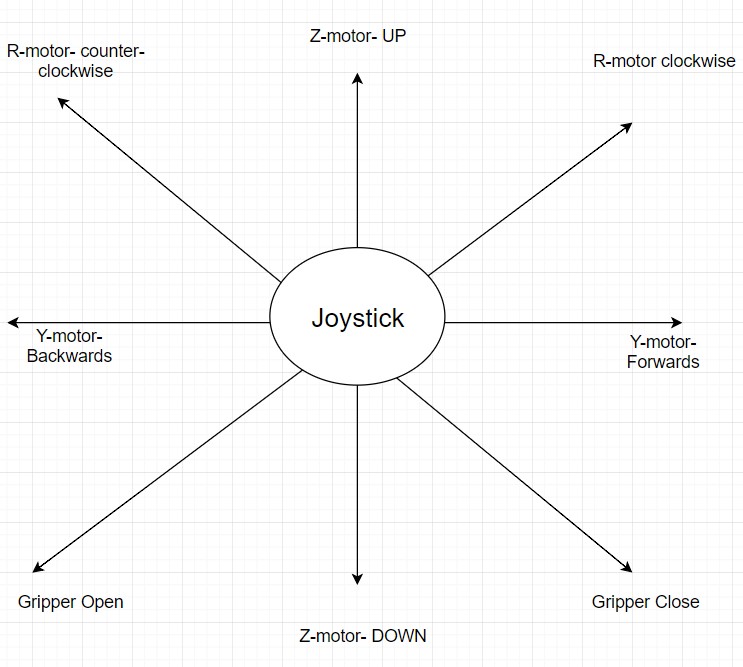 Z-motor- UP
R-motor- counter-
clockwise
R-motor clockwise
Joystick
Y-motor-
Backwards
Y-motor-
Forwards
Gripper Open
Gripper Close
Z-motor- DOWN